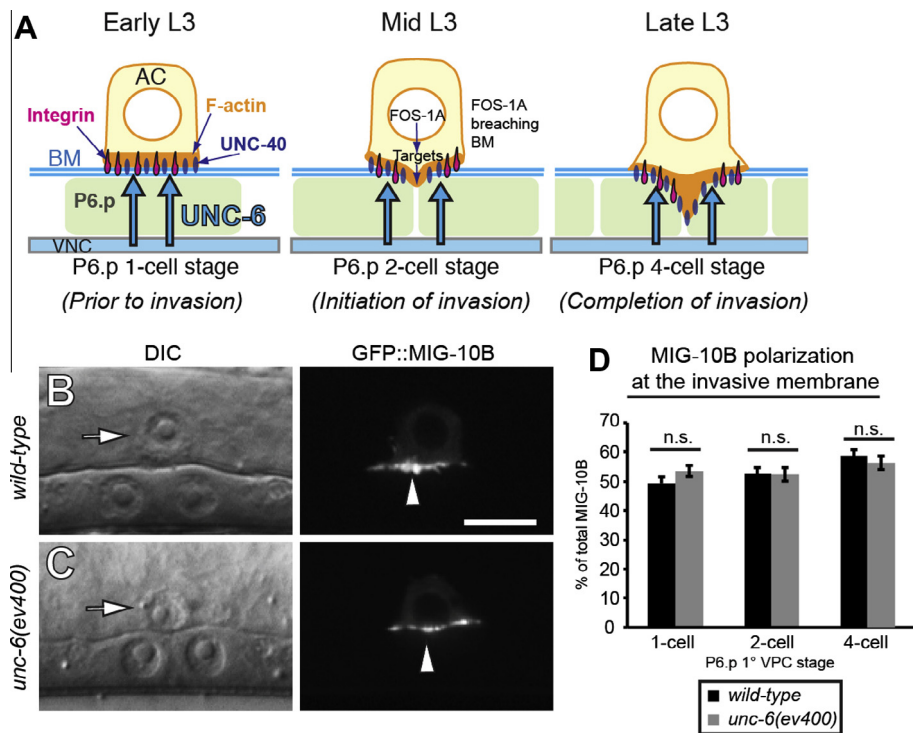 A
Early L3
Mid L3
Late L3
AC
Integrin
F-actin
UNC-40
BM
P6.p
UNC-6
VNC
FOS-1A
Targets
FOS-1A
breaching
BM
P6.p 1-cell stage
P6.p 2-cell stage
P6.p 4-cell stage
(Prior to invasion)
(Initiation of invasion)
(Completion of invasion)
DIC
GFP::MIG-10B
B
wild-type
C
unc-6(ev400)
D
MIG-10B polarization
at the invasive membrane
% of total MIG-10B
70
60
50
40
30
20
10
0
n.s.
n.s.
n.s.
1-cell
2-cell
4-cell
P6.p 1° VPC stage
wild-type
unc-6(ev400)